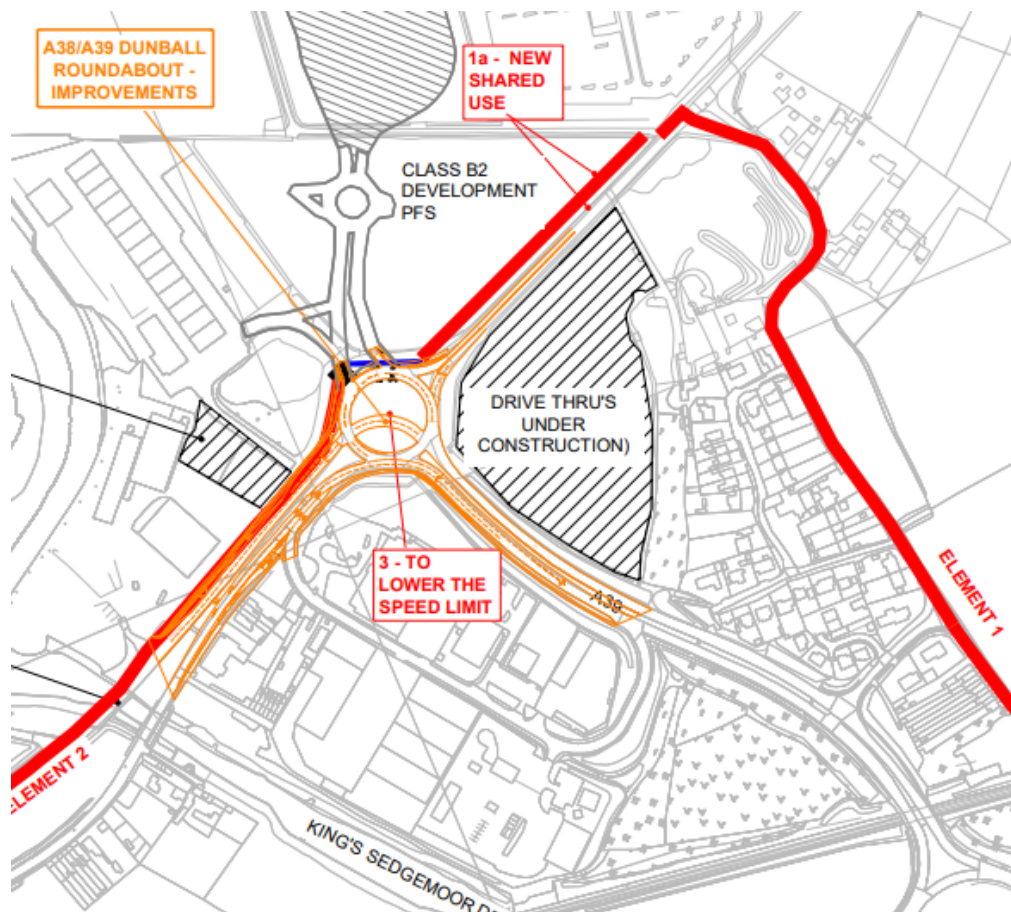 A38/A39 DUNBALL
ROUNDABOUT -
IMPROVEMENTS
1a - NEW
SHARED
USE
CLASS B2
DEVELOPMENT
PFS
DRIVE THRU'S
UNDER
CONSTRUCTION)
3 - TO
LOWER THE
SPEED LIMIT
A39
ELEMENT 1
ELEMENT 2
KING'S SEDGEMOOR